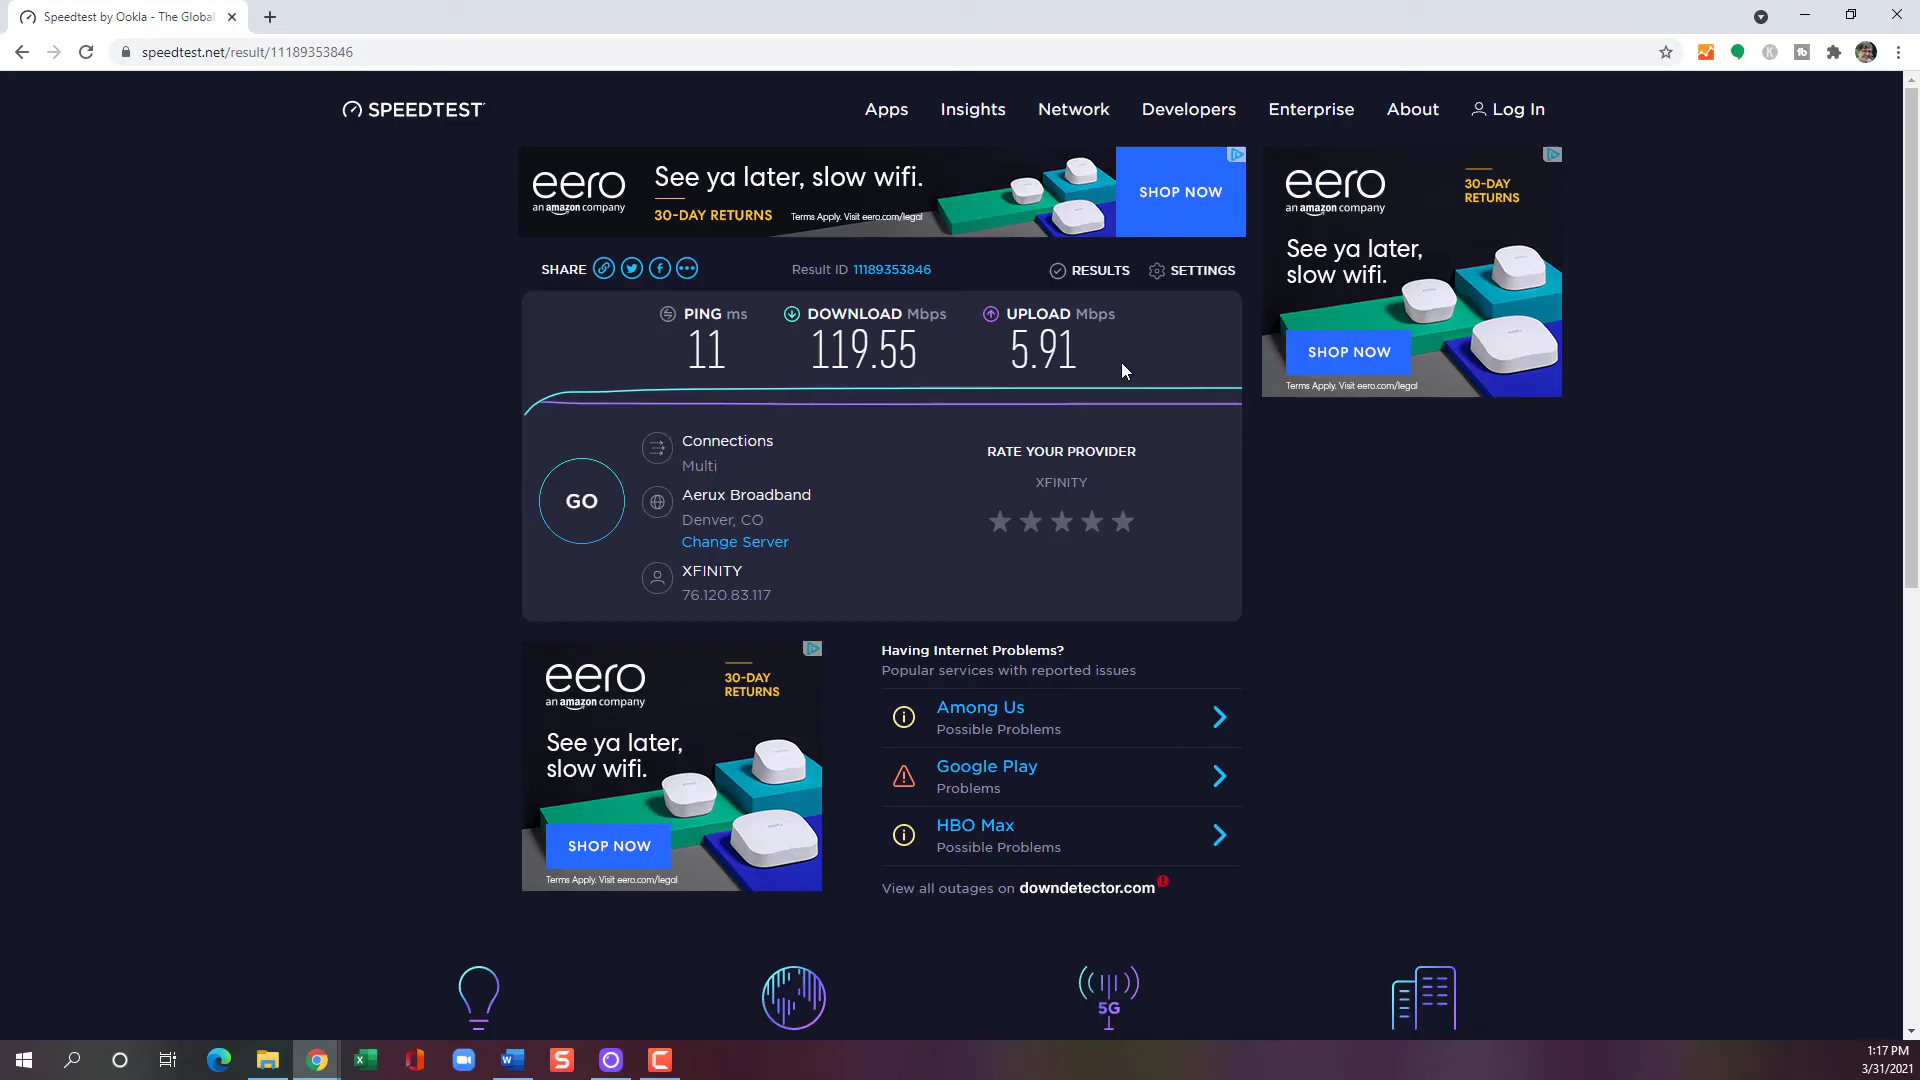 Speedtest by Ookla - The Global
speedtest.net/result/11189353846
SPEEDTEST
Apps
Insights
Network
Developers
Enterprise
About
Log In
eero
an amazon company
See ya later, slow wifi.
30-DAY RETURNS
Terms Apply. Visit eero.com/legal
SHOP NOW
eero
an amazon company
30-DAY
RETURNS
See ya later,
slow wifi.
SHOP NOW
Terms Apply. Visit eero.com/legal
SHARE
Result ID 11189353846
RESULTS
SETTINGS
PING ms
11
DOWNLOAD Mbps
119.55
UPLOAD Mbps
5.91
GO
Connections
Multi
Aerux Broadband
Denver, CO
Change Server
XFINITY
76.120.83.117
RATE YOUR PROVIDER
XFINITY
eero
an amazon company
30-DAY
RETURNS
See ya later,
slow wifi.
SHOP NOW
Terms Apply. Visit eero.com/legal
Having Internet Problems?
Popular services with reported issues
Among Us
Possible Problems
Google Play
Problems
HBO Max
Possible Problems
View all outages on downdetector.com
5G
1:17 PM
3/31/2021